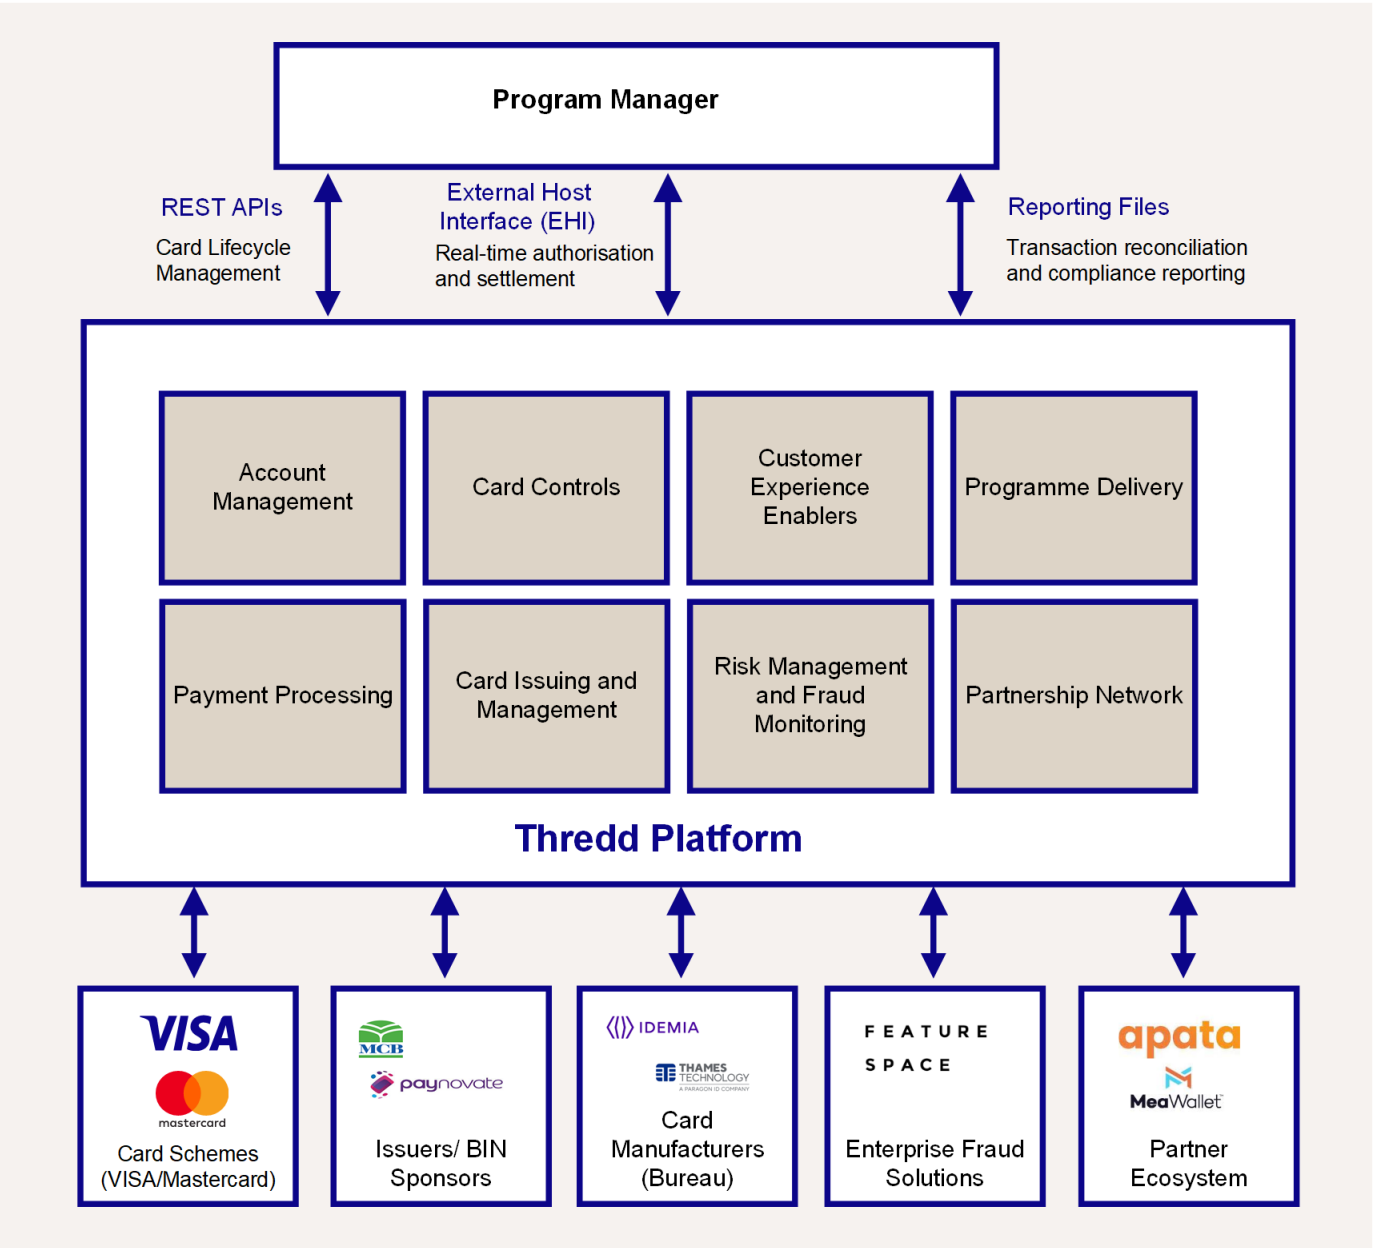 Program Manager
REST APIs
Card Lifecycle
Management
External Host
Interface (EHI)
Real-time authorisation
and settlement
Reporting Files
Transaction reconciliation
and compliance reporting
Account
Management
Card Controls
Customer
Experience
Enablers
Programme Delivery
Payment Processing
Card Issuing and
Management
Risk Management
and Fraud
Monitoring
Partnership Network
Thredd Platform
VISA
mastercard
Card Schemes
(VISA/Mastercard)
MCB
paynovate
Issuers/ BIN
Sponsors
IDEMIA
THAMES
TECHNOLOGY
A PARAGON ID COMPANY
Card
Manufacturers
(Bureau)
FEATURE
SPACE
Enterprise Fraud
Solutions
apata
MeaWallet
Partner
Ecosystem